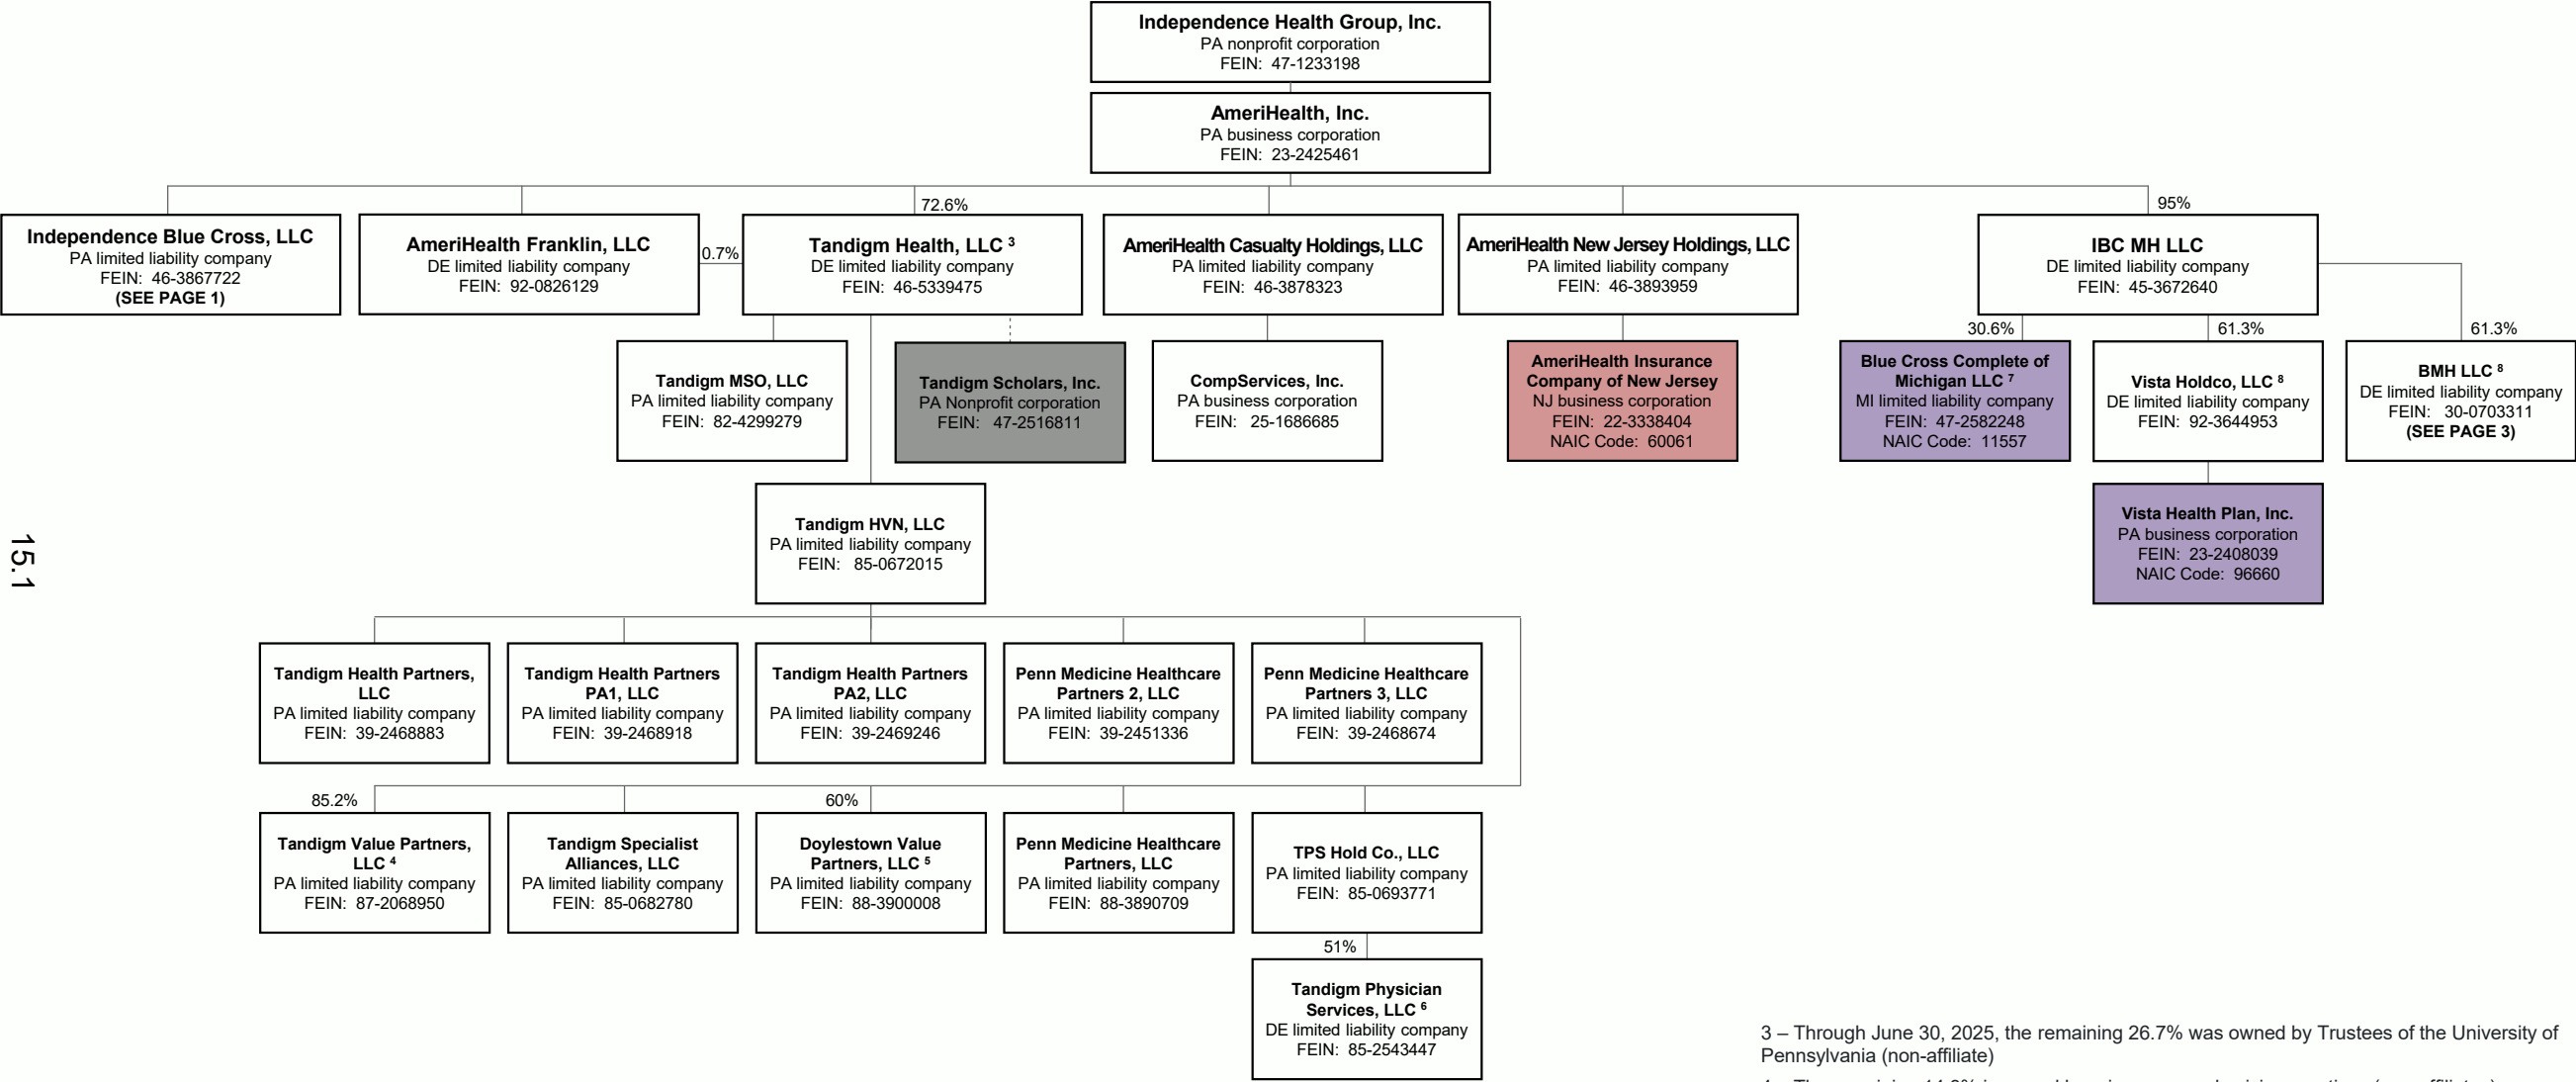 Independence Health Group, Inc.
PA nonprofit corporation
FEIN: 47-1233198
AmeriHealth, Inc.
PA business corporation
FEIN: 23-2425461
72.6%
95%
Independence Blue Cross, LLC
PA limited liability company
FEIN: 46-3867722
(SEE PAGE 1)
AmeriHealth Franklin, LLC
DE limited liability company
FEIN: 92-0826129
0.7%
Tandigm Health, LLC 3
DE limited liability company
FEIN: 46-5339475
AmeriHealth Casualty Holdings, LLC
PA limited liability company
FEIN: 46-3878323
AmeriHealth New Jersey Holdings, LLC
PA limited liability company
FEIN: 46-3893959
IBC MH LLC
DE limited liability company
FEIN: 45-3672640
30.6%
61.3%
61.3%
Tandigm MSO, LLC
PA limited liability company
FEIN: 82-4299279
Tandigm Scholars, Inc.
PA Nonprofit corporation
FEIN: 47-2516811
CompServices, Inc.
PA business corporation
FEIN: 25-1686685
AmeriHealth Insurance
Company of New Jersey
NJ business corporation
FEIN: 22-3338404
NAIC Code: 60061
Blue Cross Complete of
Michigan LLC 7
MI limited liability company
FEIN: 47-2582248
NAIC Code: 11557
Vista Holdco, LLC 8
DE limited liability company
FEIN: 92-3644953
BMH LLC 8
DE limited liability company
FEIN: 30-0703311
(SEE PAGE 3)
Tandigm HVN, LLC
PA limited liability company
FEIN: 85-0672015
Vista Health Plan, Inc.
PA business corporation
FEIN: 23-2408039
NAIC Code: 96660
15.1
Tandigm Health Partners,
LLC
PA limited liability company
FEIN: 39-2468883
Tandigm Health Partners
PA1, LLC
PA limited liability company
FEIN: 39-2468918
Tandigm Health Partners
PA2, LLC
PA limited liability company
FEIN: 39-2469246
Penn Medicine Healthcare
Partners 2, LLC
PA limited liability company
FEIN: 39-2451336
Penn Medicine Healthcare
Partners 3, LLC
PA limited liability company
FEIN: 39-2468674
85.2%
60%
Tandigm Value Partners,
LLC 4
PA limited liability company
FEIN: 87-2068950
Tandigm Specialist
Alliances, LLC
PA limited liability company
FEIN: 85-0682780
Doylestown Value
Partners, LLC 5
PA limited liability company
FEIN: 88-3900008
Penn Medicine Healthcare
Partners, LLC
PA limited liability company
FEIN: 88-3890709
TPS Hold Co., LLC
PA limited liability company
FEIN: 85-0693771
51%
Tandigm Physician
Services, LLC 6
DE limited liability company
FEIN: 85-2543447
3 – Through June 30, 2025, the remaining 26.7% was owned by Trustees of the University of
Pennsylvania (non-affiliate)